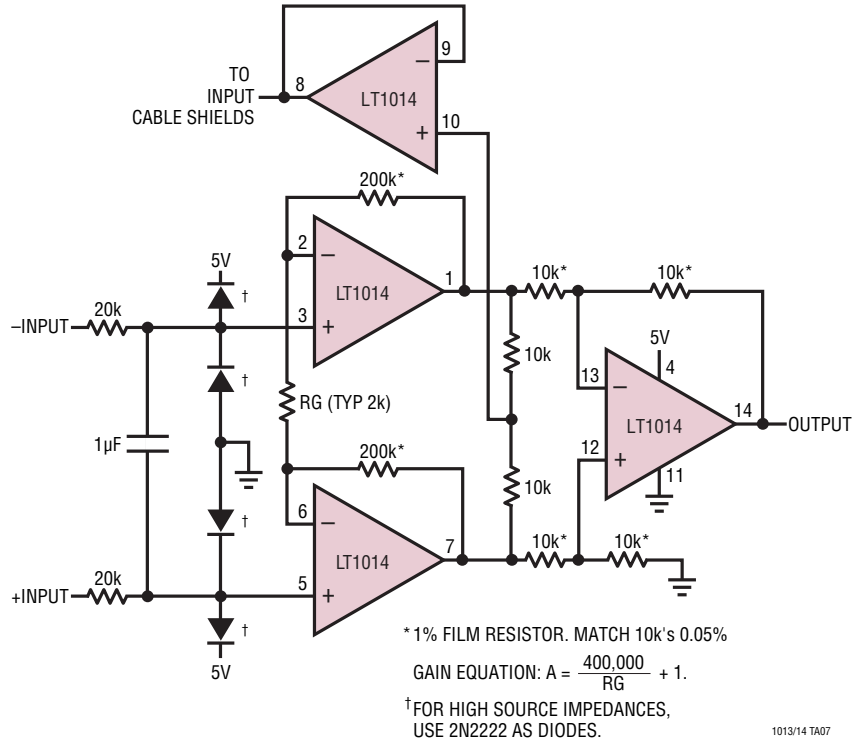 9
−
TO
INPUT
CABLE SHIELDS
8
LT1014
10
+
200k*
5V
†
2
−
1
10k*
10k*
LT1014
20k
3
–INPUT
+
5V
†
10k
4
13
−
RG (TYP 2k)
14
LT1014
OUTPUT
1µF
200k*
12
+
11
10k
6
−
†
7
10k*
10k*
LT1014
20k
5
+INPUT
+
†
5V
*1% FILM RESISTOR. MATCH 10k's 0.05%
GAIN EQUATION: A = 400,000 / RG + 1.
†FOR HIGH SOURCE IMPEDANCES,
USE 2N2222 AS DIODES.
1013/14 TA07